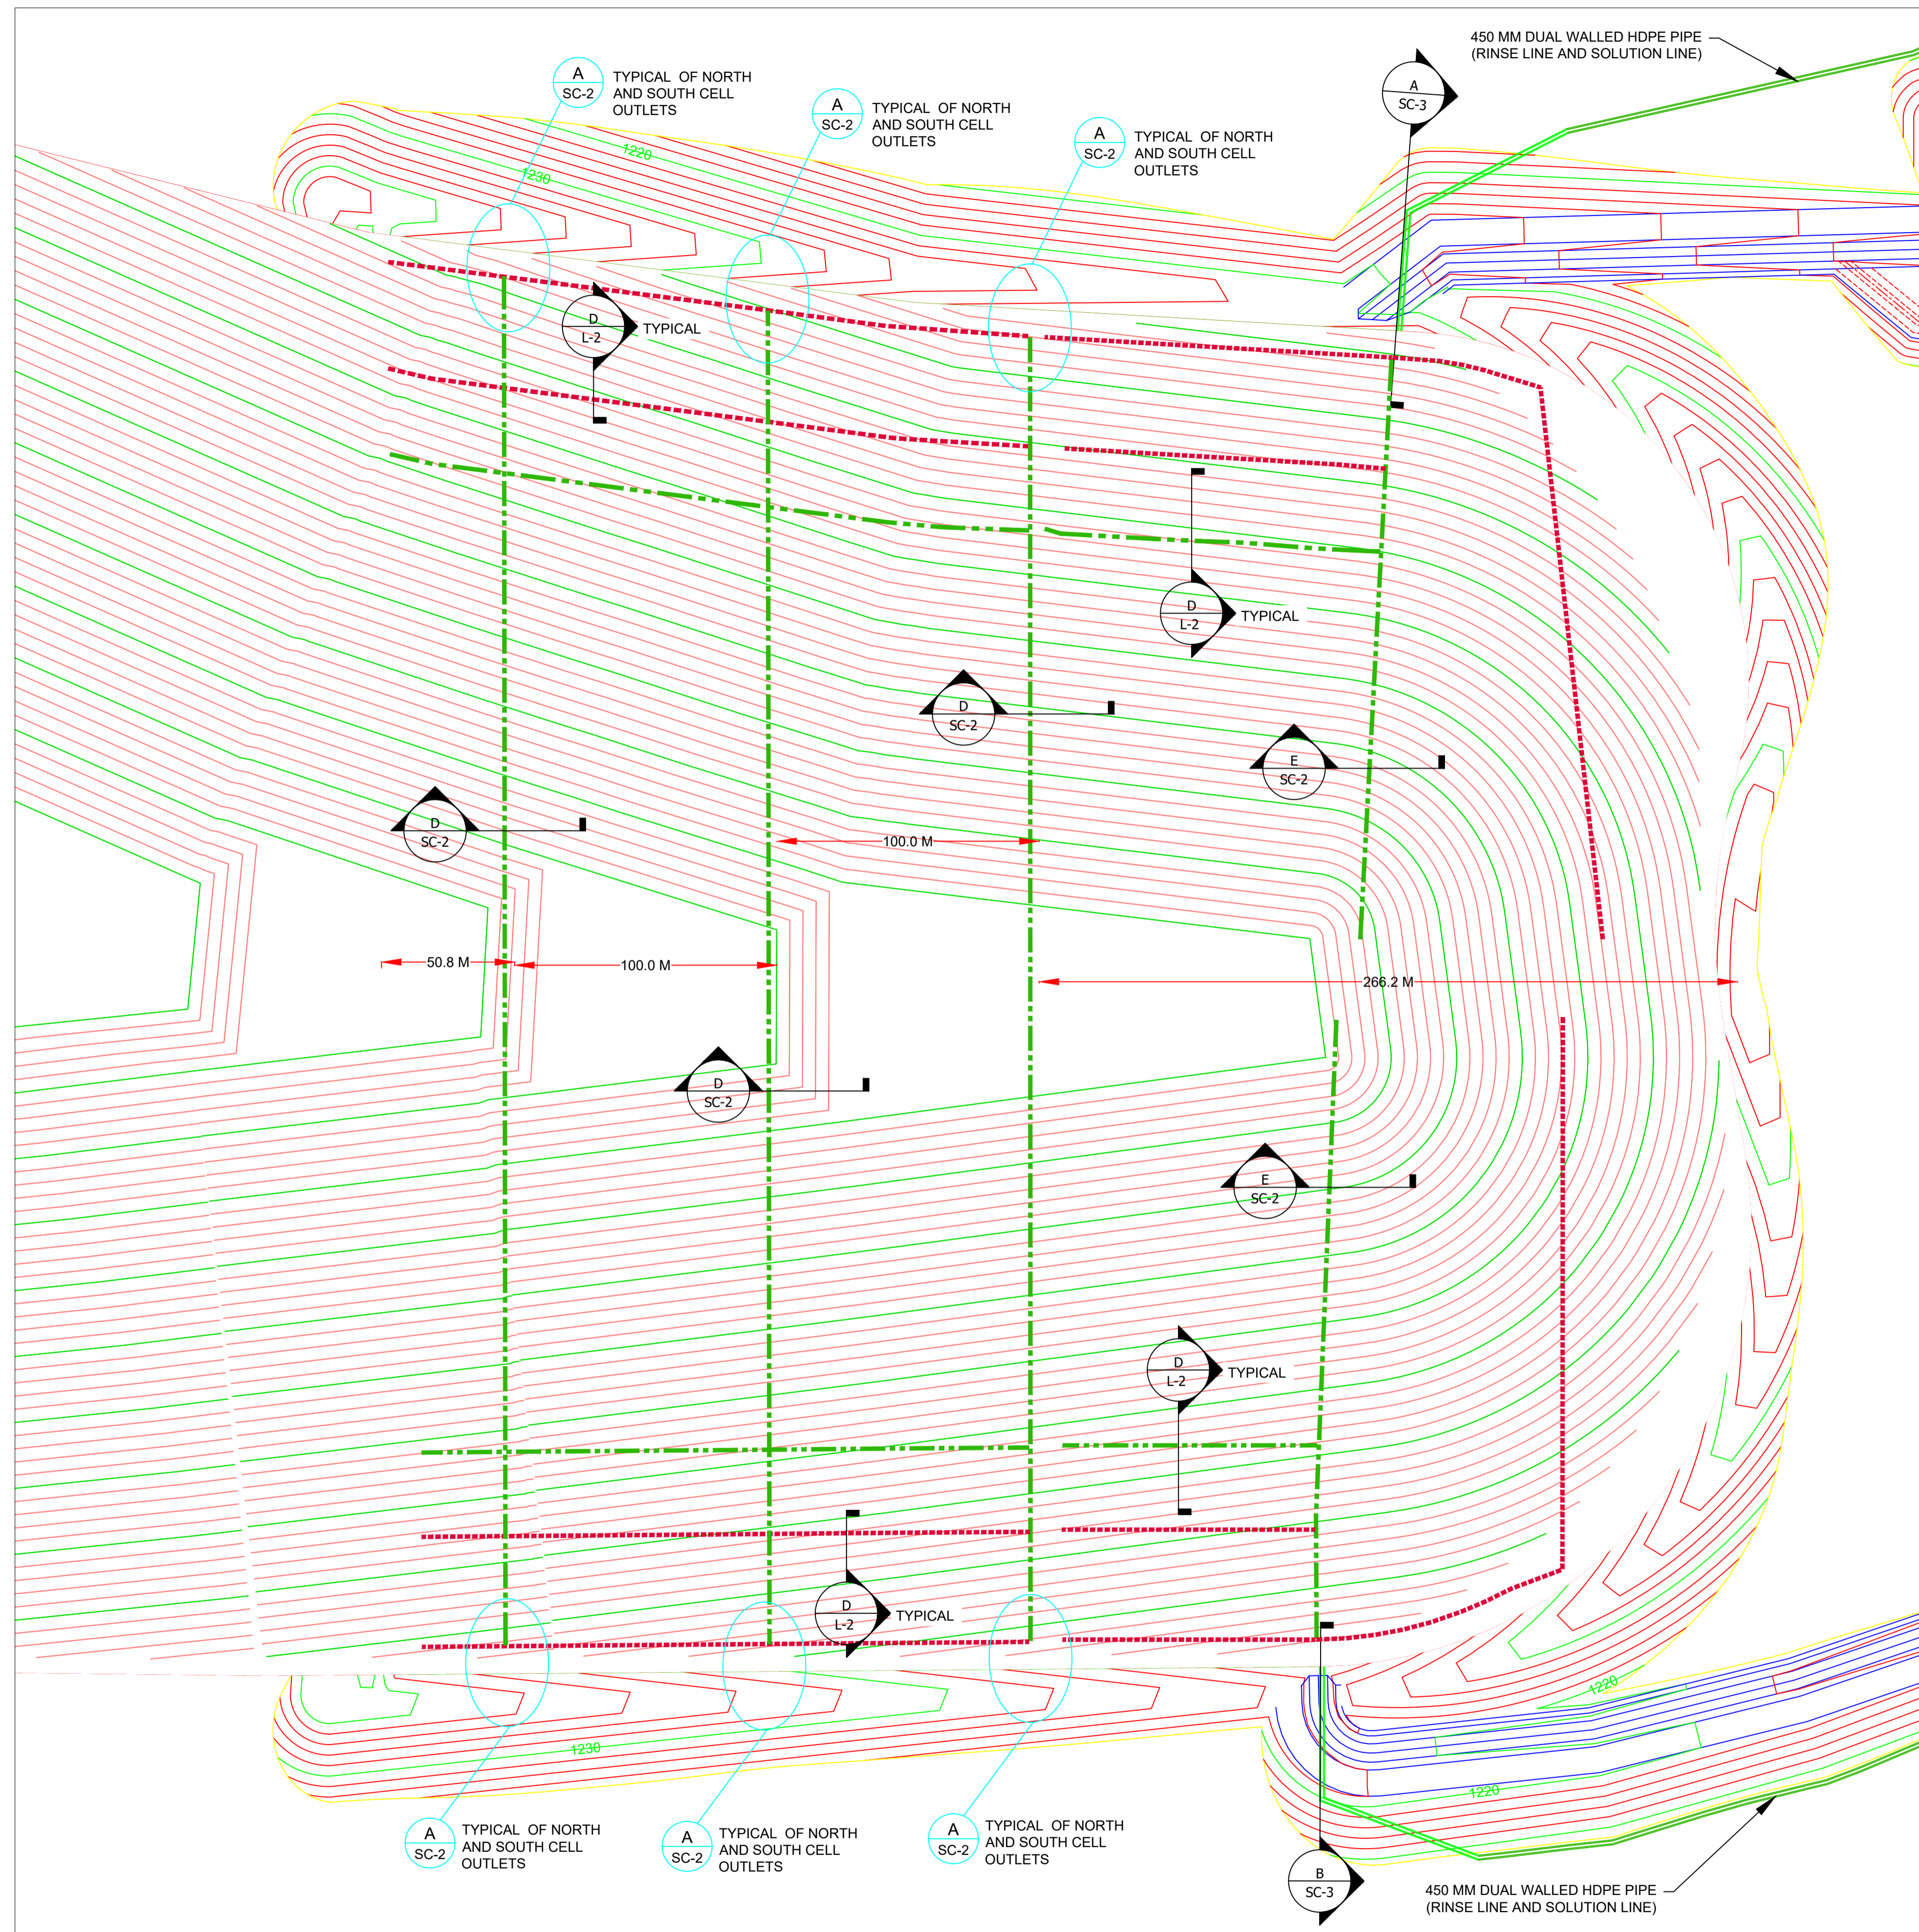 450 MM DUAL WALLED HDPE PIPE
(RINSE LINE AND SOLUTION LINE)
A
SC-2
TYPICAL OF NORTH
AND SOUTH CELL
OUTLETS
A
SC-2
TYPICAL OF NORTH
AND SOUTH CELL
OUTLETS
A
SC-2
TYPICAL OF NORTH
AND SOUTH CELL
OUTLETS
A
SC-3
1220
1230
D
L-2
TYPICAL
D
L-2
TYPICAL
D
SC-2
E
SC-2
D
SC-2
100.0 M
50.8 M
100.0 M
266.2 M
D
SC-2
E
SC-2
D
L-2
TYPICAL
D
L-2
TYPICAL
1220
1230
1220
A
SC-2
TYPICAL OF NORTH
AND SOUTH CELL
OUTLETS
A
SC-2
TYPICAL OF NORTH
AND SOUTH CELL
OUTLETS
A
SC-2
TYPICAL OF NORTH
AND SOUTH CELL
OUTLETS
B
SC-3
450 MM DUAL WALLED HDPE PIPE
(RINSE LINE AND SOLUTION LINE)